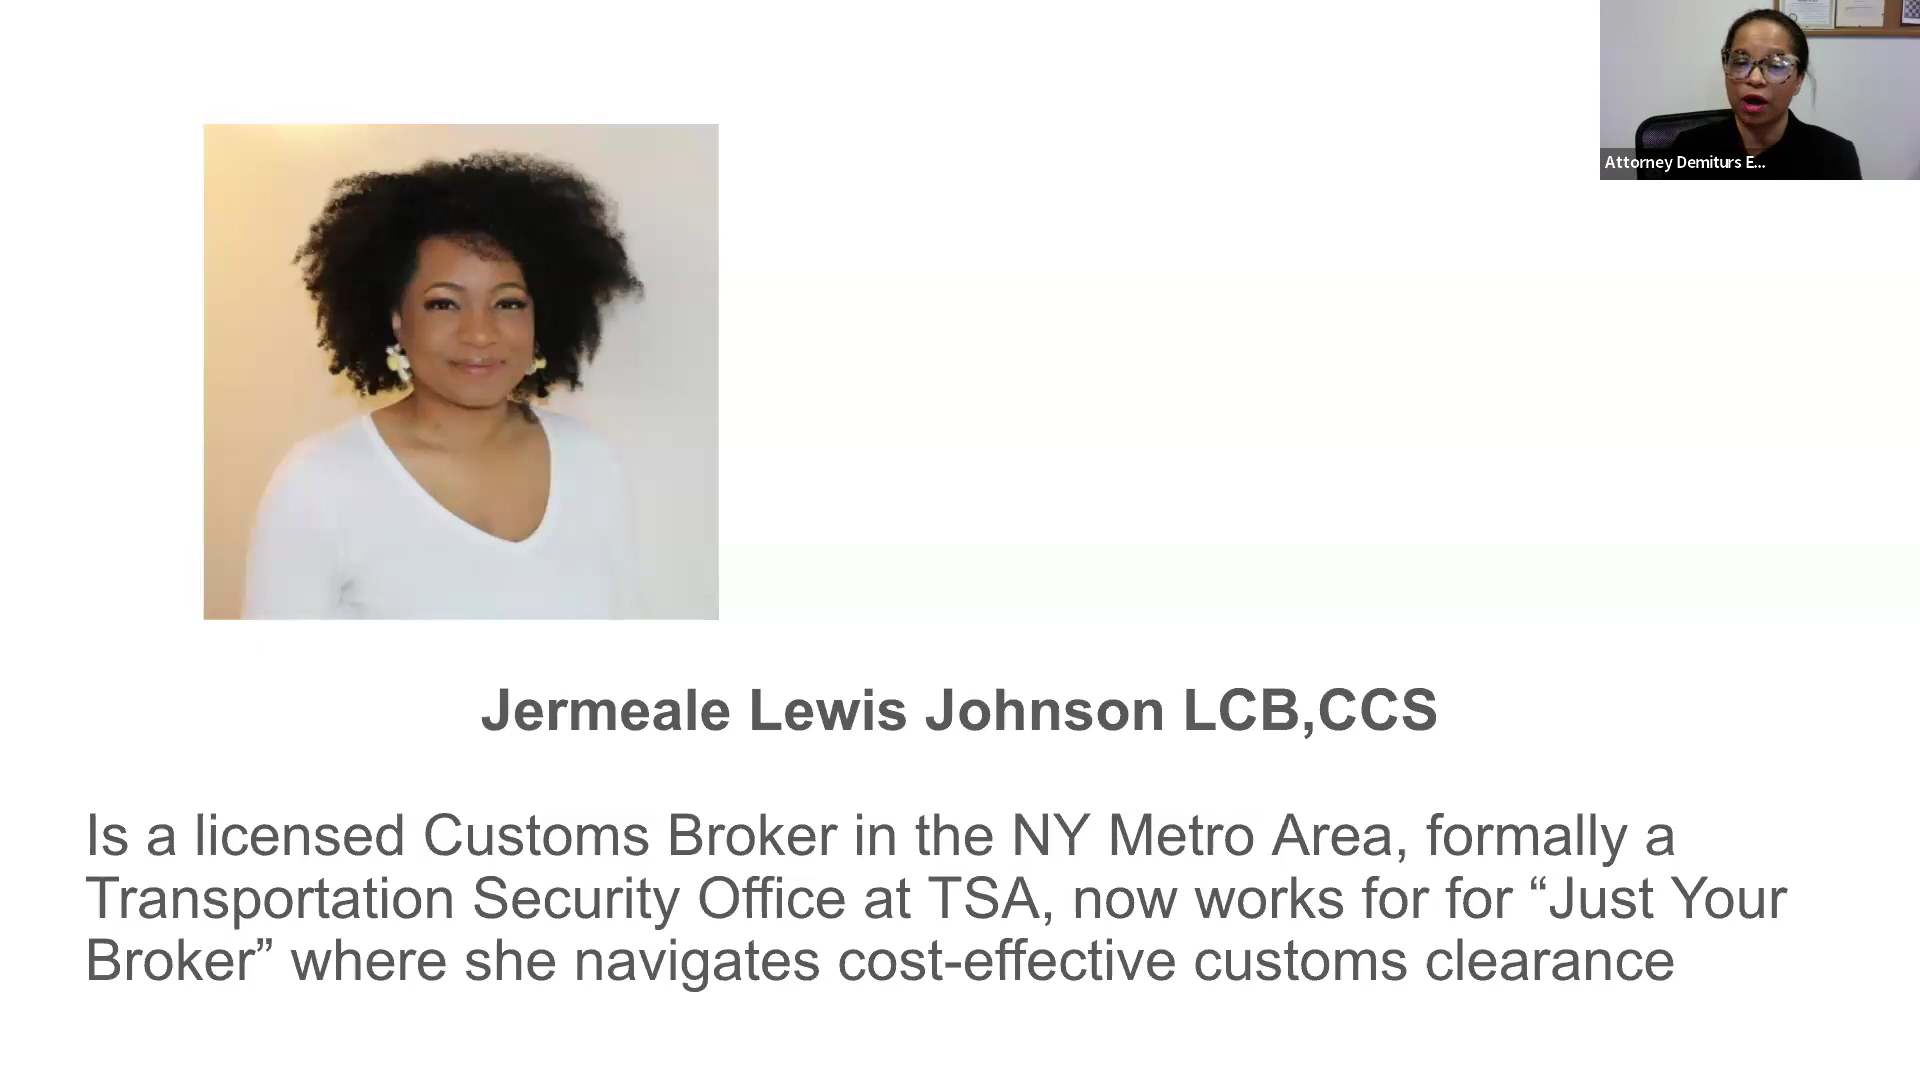 Attorney Demiturs E...
Jermeale Lewis Johnson LCB,CCS
Is a licensed Customs Broker in the NY Metro Area, formally a
Transportation Security Office at TSA, now works for for “Just Your
Broker” where she navigates cost-effective customs clearance